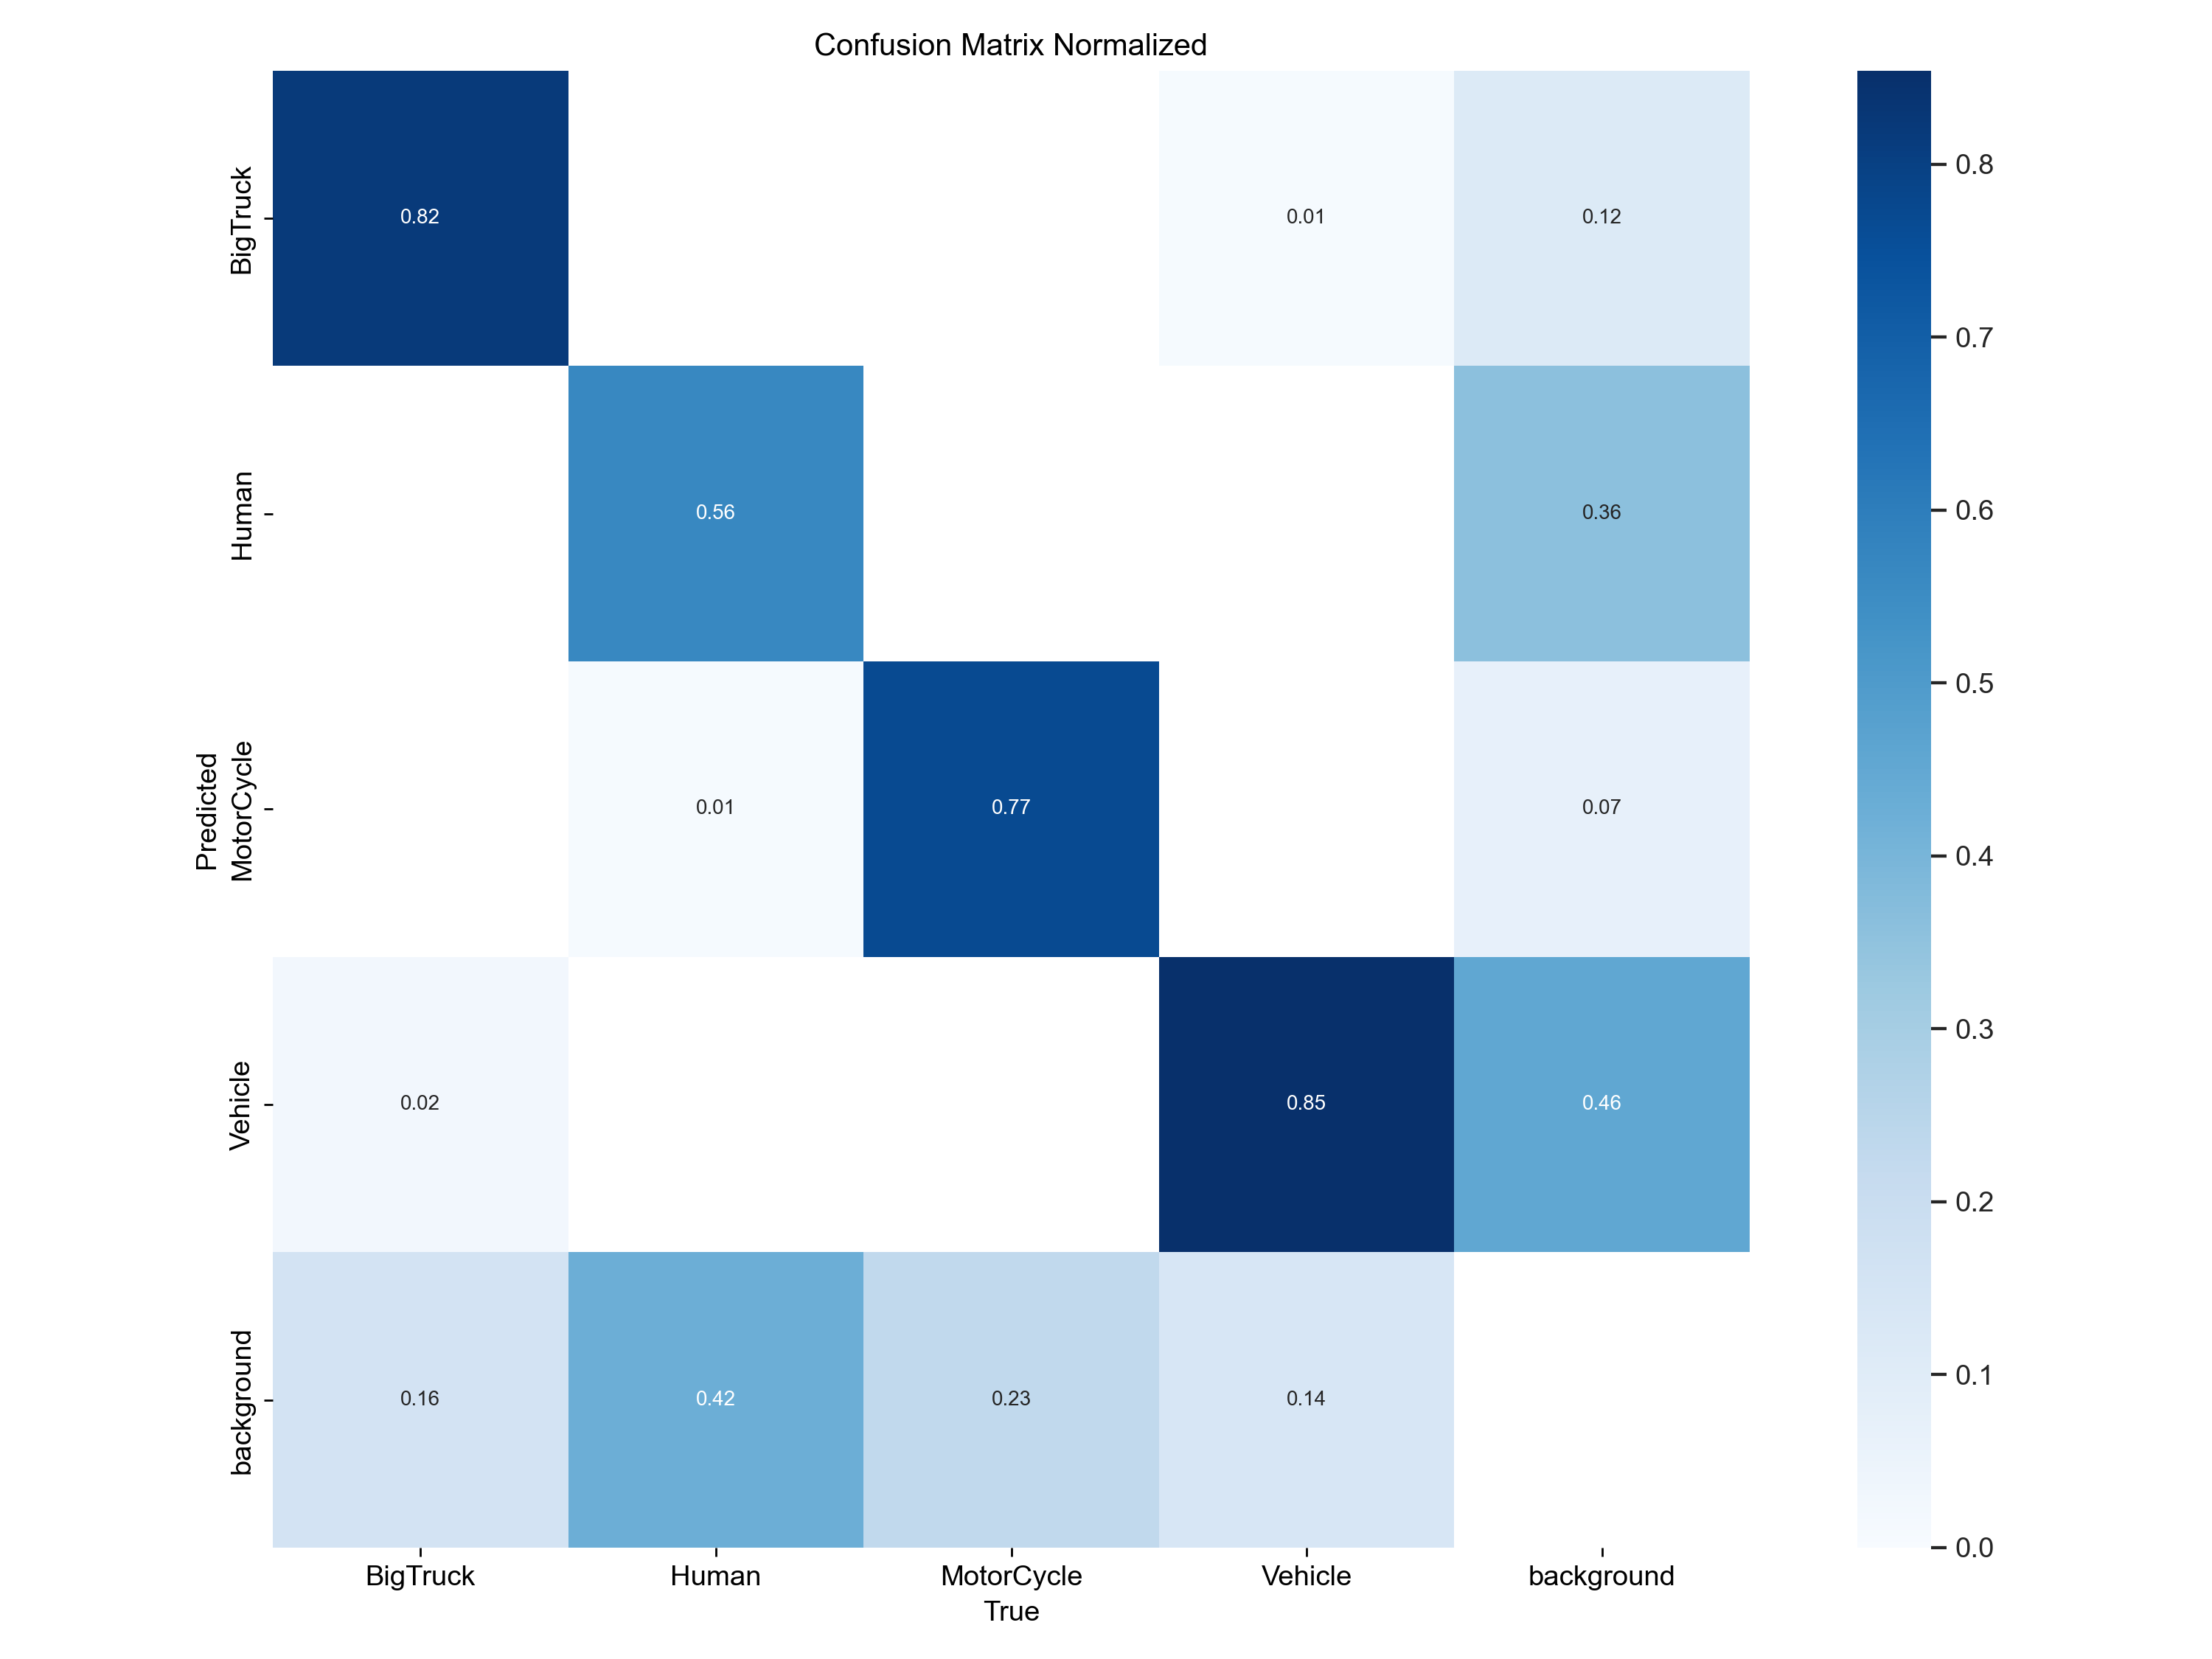 Confusion Matrix Normalized
BigTruck
0.82
0.01
0.12
Human
0.56
0.36
Predicted
MotorCycle
0.01
0.77
0.07
Vehicle
0.02
0.85
0.46
background
0.16
0.42
0.23
0.14
BigTruck
Human
MotorCycle
Vehicle
background
True
0.8
0.7
0.6
0.5
0.4
0.3
0.2
0.1
0.0